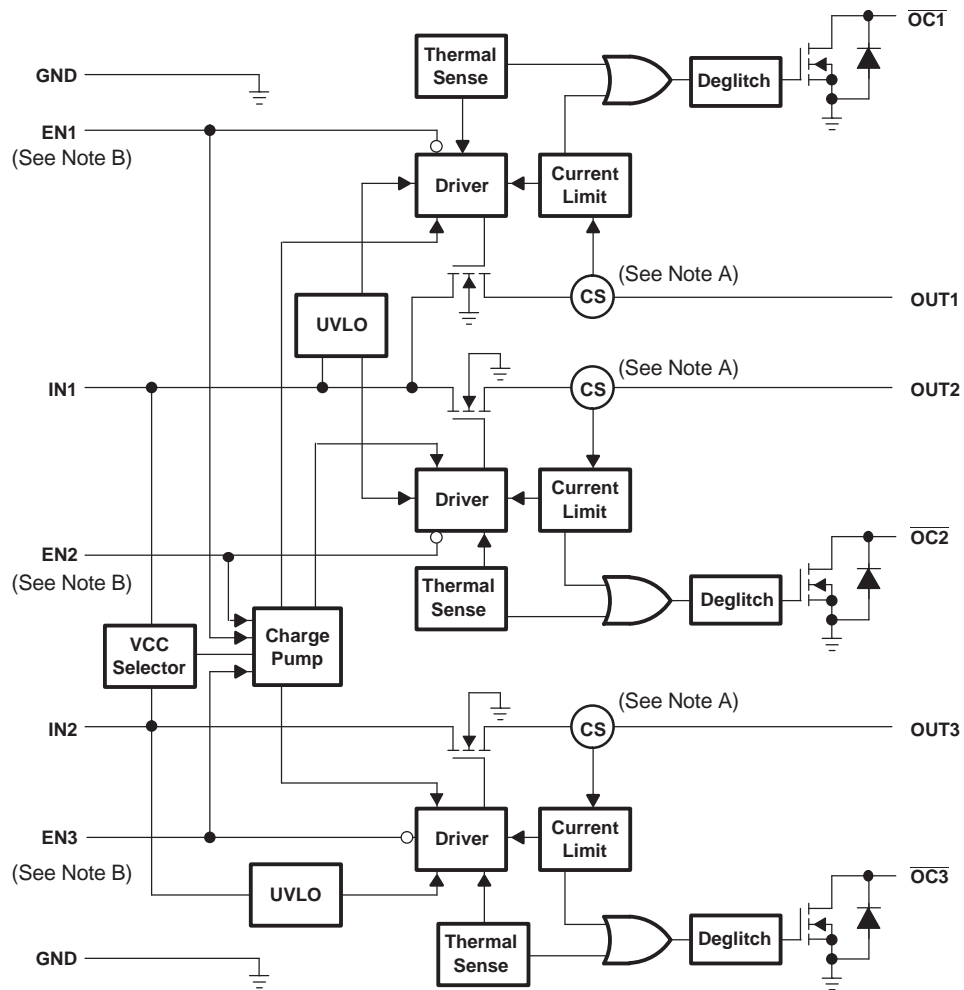 OC1
GND
Thermal
Sense
Deglitch
EN1
(See Note B)
Driver
Current
Limit
(See Note A)
CS
OUT1
UVLO
IN1
(See Note A)
CS
OUT2
Driver
Current
Limit
EN2
(See Note B)
OC2
Thermal
Sense
Deglitch
VCC
Selector
Charge
Pump
(See Note A)
IN2
CS
OUT3
EN3
(See Note B)
Driver
Current
Limit
UVLO
OC3
Thermal
Sense
Deglitch
GND